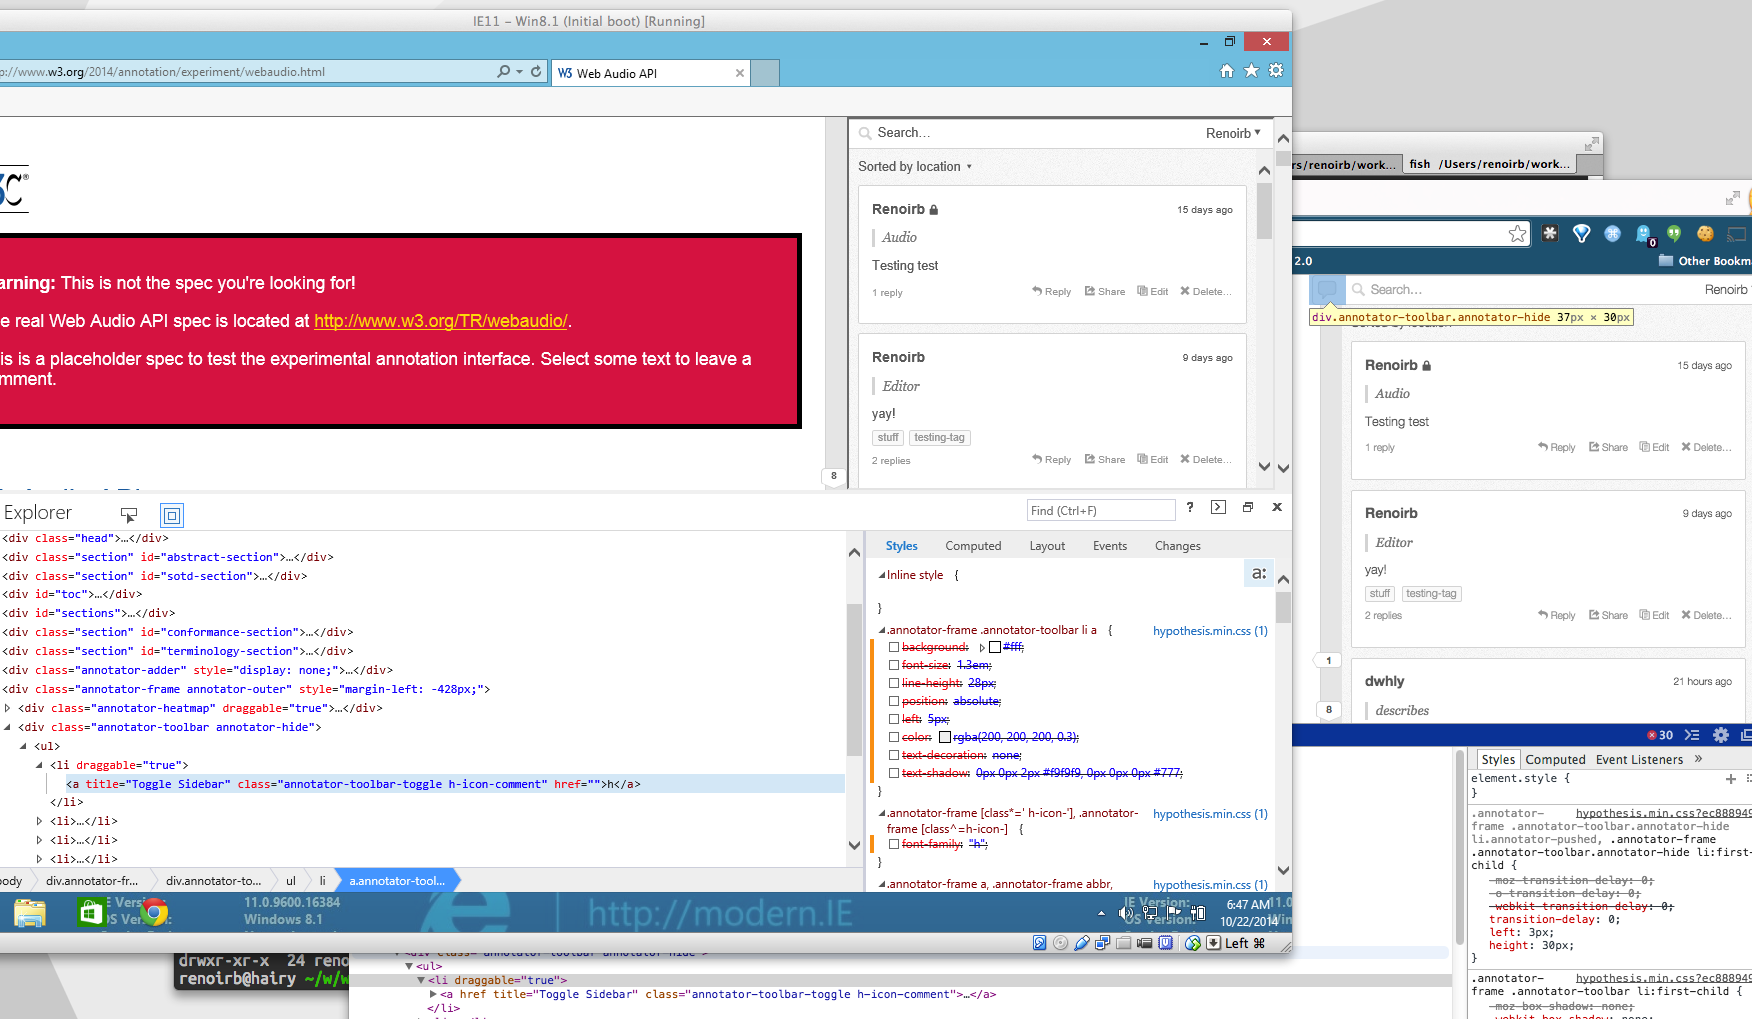 IE11 – Win8.1 (Initial boot) [Running]
p://www.w3.org/2014/annotation/experiment/webaudio.html
W3 Web Audio API
Search...
Renoirb
Sorted by location
Renoirb
15 days ago
Audio
Testing test
1 reply
Reply Share Edit Delete...
Renoirb
9 days ago
Editor
yay!
stuff testing-tag
2 replies
Reply Share Edit Delete...
8
3C®
arning: This is not the spec you're looking for!
e real Web Audio API spec is located at http://www.w3.org/TR/webaudio/.
is is a placeholder spec to test the experimental annotation interface. Select some text to leave a
mment.
Explorer
Find (Ctrl+F)
?
<div class="head">…</div>
<div class="section" id="abstract-section">…</div>
<div class="section" id="sotd-section">…</div>
<div id="toc">…</div>
<div id="sections">…</div>
<div class="section" id="conformance-section">…</div>
<div class="section" id="terminology-section">…</div>
<div class="annotator-adder" style="display: none;">…</div>
<div class="annotator-frame annotator-outer" style="margin-left: -428px;">
<div class="annotator-heatmap" draggable="true">…</div>
<div class="annotator-toolbar annotator-hide">
<ul>
<li draggable="true">
<a title="Toggle Sidebar" class="annotator-toolbar-toggle h-icon-comment" href="">h</a>
</li>
<li>…</li>
<li>…</li>
<li>…</li>
ody div.annotator-fr... div.annotator-to... ul li a.annotator-tool...
Styles Computed Layout Events Changes
a:
Inline style {
}
.annotator-frame .annotator-toolbar li a { hypothesis.min.css (1)
background: #fff;
font-size: 1.3em;
line-height: 28px;
position: absolute;
left: 5px;
color: rgba(200, 200, 200, 0.3);
text-decoration: none;
text-shadow: 0px 0px 2px #f9f9f9, 0px 0px 0px #777;
}
.annotator-frame [class*=' h-icon-'], .annotator- hypothesis.min.css (1)
frame [class^=h-icon-] {
font-family: "h";
}
.annotator-frame a, .annotator-frame abbr, hypothesis.min.css (1)
E Versi
11.0.9600.16384
S Versi
Windows 8.1
http://modern.IE
IE Version:
OS Version:
6:47 AM
10/22/2014
Left ⌘
drwxr-xr-x 24 reno
renoirb@hairy ~/w/w
<ul>
<li draggable="true">
<a href title="Toggle Sidebar" class="annotator-toolbar-toggle h-icon-comment">…</a>
</li>
rs/renoirb/work... fish /Users/renoirb/work...
0
2.0
Other Bookma
Search...
Renoirb
div.annotator-toolbar.annotator-hide 37px × 30px
Renoirb
15 days ago
Audio
Testing test
1 reply
Reply Share Edit Delete...
Renoirb
9 days ago
Editor
yay!
stuff testing-tag
2 replies
Reply Share Edit Delete...
1
dwhly
21 hours ago
describes
8
30
Styles Computed Event Listeners »
element.style {
}
.annotator- hypothesis.min.css?ec888949
frame .annotator-toolbar.annotator-hide
li.annotator-pushed, .annotator-frame
.annotator-toolbar.annotator-hide li:first-
child {
-moz-transition-delay: 0;
-o-transition-delay: 0;
-webkit-transition-delay: 0;
transition-delay: 0;
left: 3px;
height: 30px;
}
.annotator- hypothesis.min.css?ec888949
frame .annotator-toolbar li:first-child {
-moz-box-shadow: none;